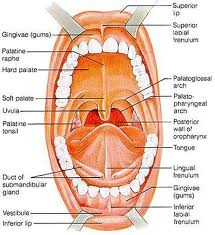 Gingivae (gums)
Palatine
raphe
Hard palate
Soft palate
Uvula
Palatine
tonsil
Duct of
submandibular
gland
Vestibule
Inferior lip
Superior
lip
Superior
labial
frenulum
Palatoglossal
arch
Palato-
pharyngeal
arch
Posterior
wall of
oropharynx
Tongue
Lingual
frenulum
Gingivae
(gums)
Inferior
labial
frenulum